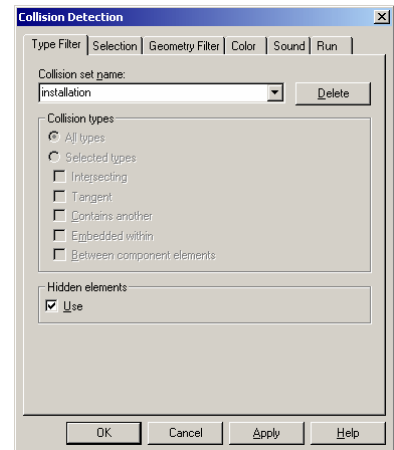 Collision Detection
Type Filter Selection Geometry Filter Color Sound Run
Collision set name:
installation Delete
Collision types
All types
Selected types
Intersecting
Tangent
Contains another
Embedded within
Between component elements
Hidden elements
Use
OK Cancel Apply Help